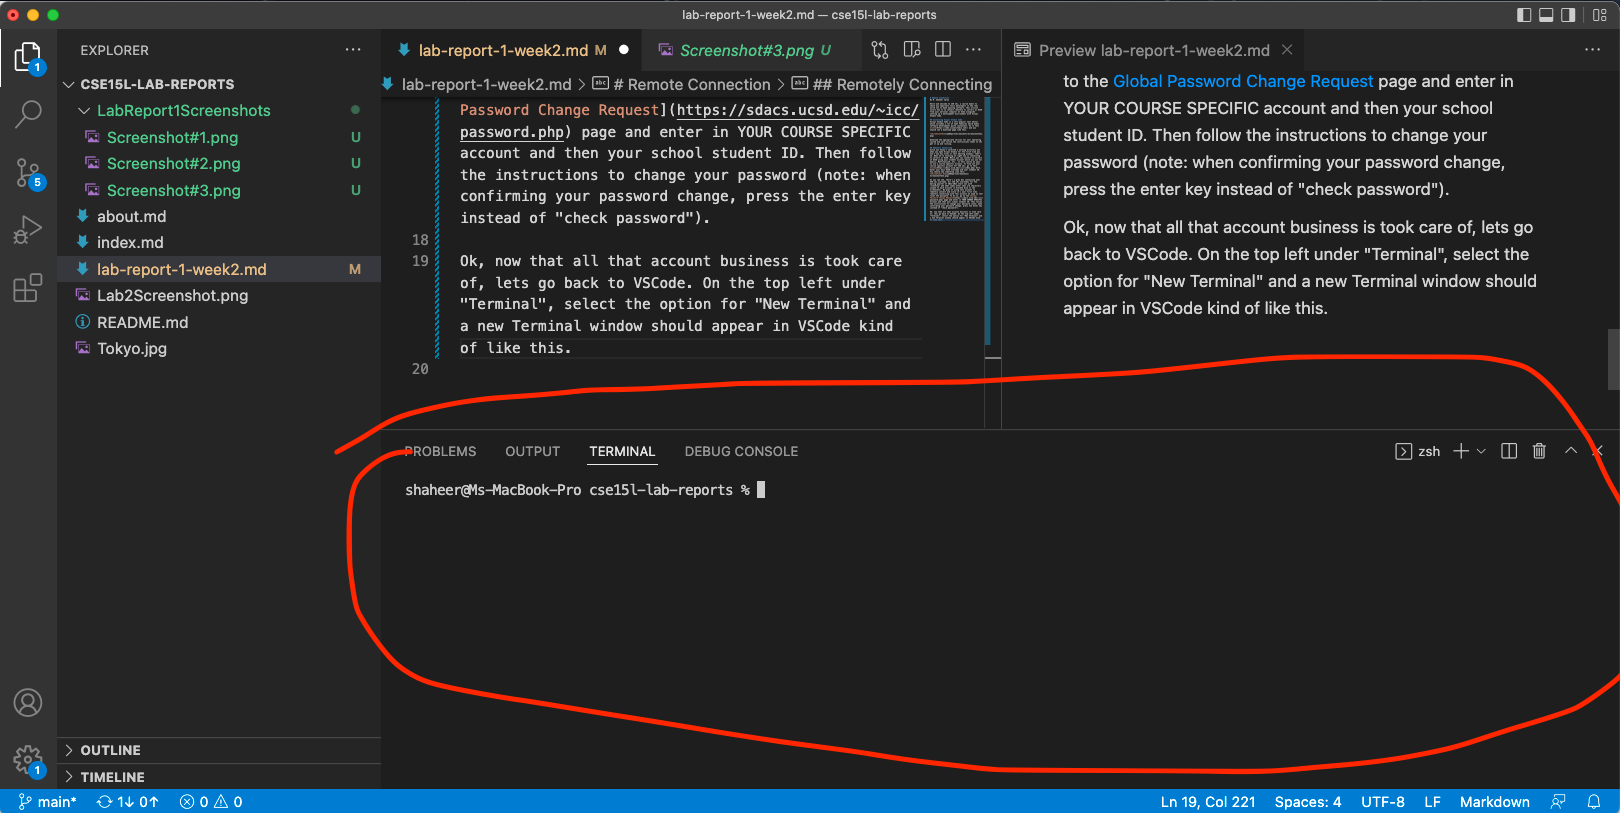 lab-report-1-week2.md — cse15l-lab-reports
1
5
1
EXPLORER
CSE15L-LAB-REPORTS
LabReport1Screenshots
Screenshot#1.png U
Screenshot#2.png U
Screenshot#3.png U
about.md
index.md
lab-report-1-week2.md M
Lab2Screenshot.png
README.md
Tokyo.jpg
OUTLINE
TIMELINE
lab-report-1-week2.md M
Screenshot#3.png U
lab-report-1-week2.md > # Remote Connection > ## Remotely Connecting
Password Change Request](https://sdacs.ucsd.edu/~icc/
password.php) page and enter in YOUR COURSE SPECIFIC
account and then your school student ID. Then follow
the instructions to change your password (note: when
confirming your password change, press the enter key
instead of "check password").
18
19 Ok, now that all that account business is took care
of, lets go back to VSCode. On the top left under
"Terminal", select the option for "New Terminal" and
a new Terminal window should appear in VSCode kind
of like this.
20
Preview lab-report-1-week2.md
to the Global Password Change Request page and enter in
YOUR COURSE SPECIFIC account and then your school
student ID. Then follow the instructions to change your
password (note: when confirming your password change,
press the enter key instead of "check password").
Ok, now that all that account business is took care of, lets go
back to VSCode. On the top left under "Terminal", select the
option for "New Terminal" and a new Terminal window should
appear in VSCode kind of like this.
PROBLEMS OUTPUT TERMINAL DEBUG CONSOLE
zsh
shaheer@Ms-MacBook-Pro cse15l-lab-reports %
main* 1↓ 0↑ 0 0
Ln 19, Col 221 Spaces: 4 UTF-8 LF Markdown